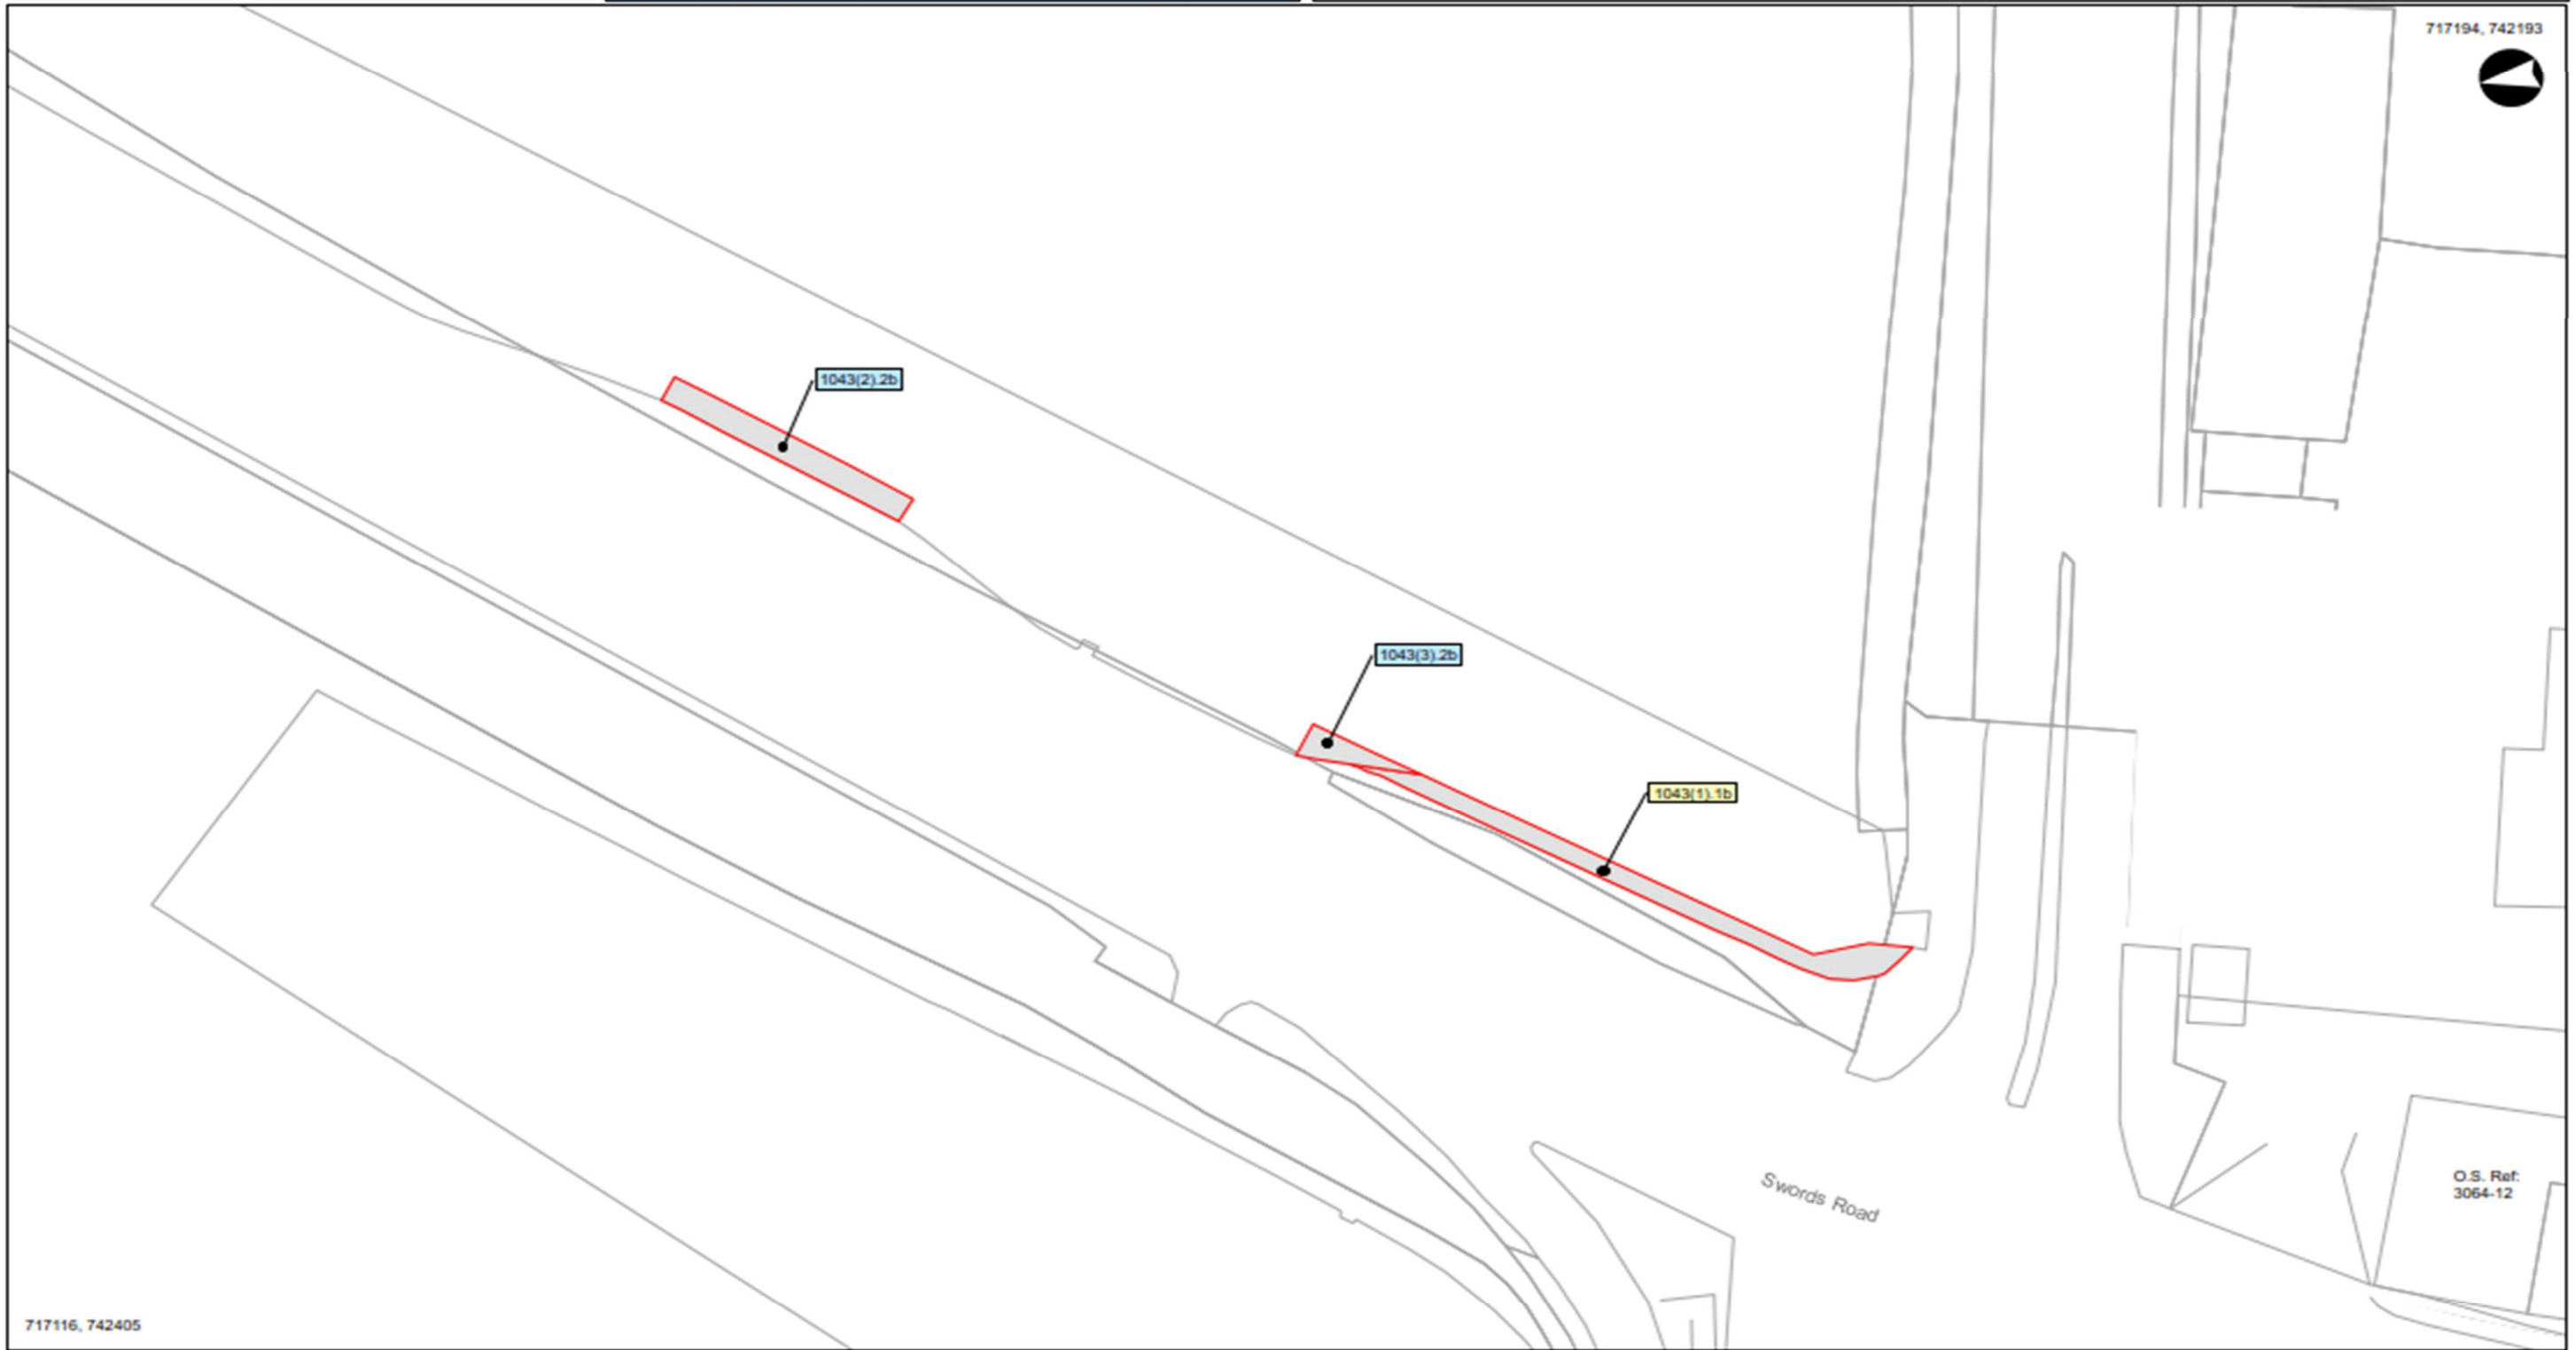 717194, 742193
1043(2).2b
1043(3).2b
1043(1).1b
Swords Road
O.S. Ref:
3064-12
717116, 742405